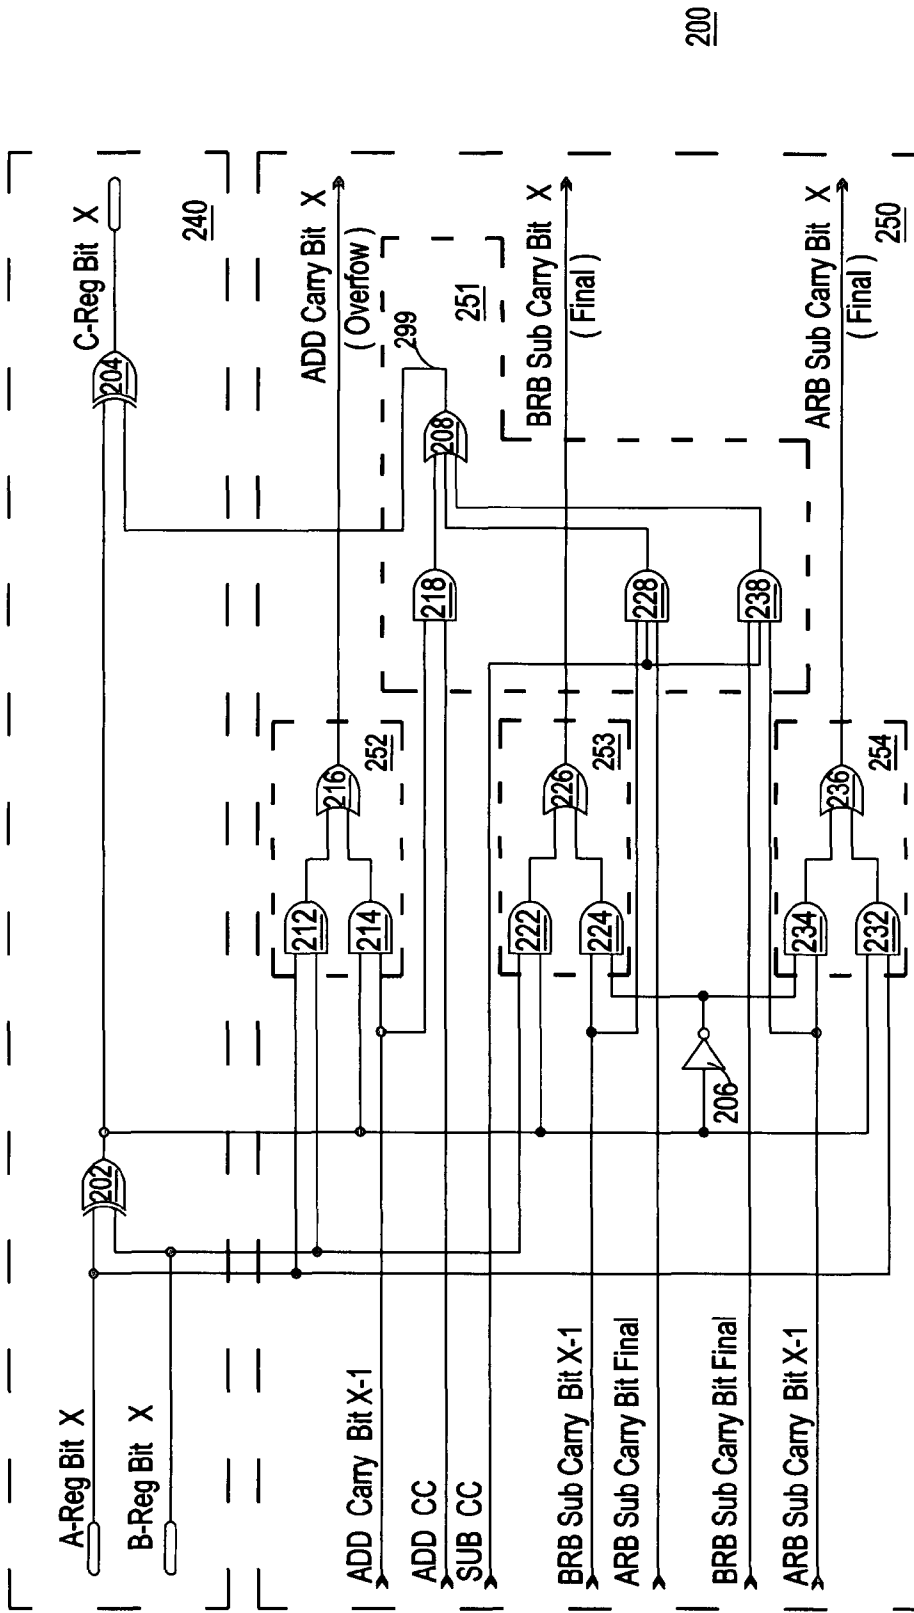 200
A-Reg Bit X
B-Reg Bit X
202
204
C-Reg Bit X
240
ADD Carry Bit X-1
ADD CC
SUB CC
BRB Sub Carry Bit X-1
ARB Sub Carry Bit Final
BRB Sub Carry Bit Final
ARB Sub Carry Bit X-1
206
212
214
216
252
222
224
226
253
234
232
236
254
218
228
238
208
299
251
ADD Carry Bit X
( Overfow )
BRB Sub Carry Bit X
( Final )
ARB Sub Carry Bit X
( Final )
250